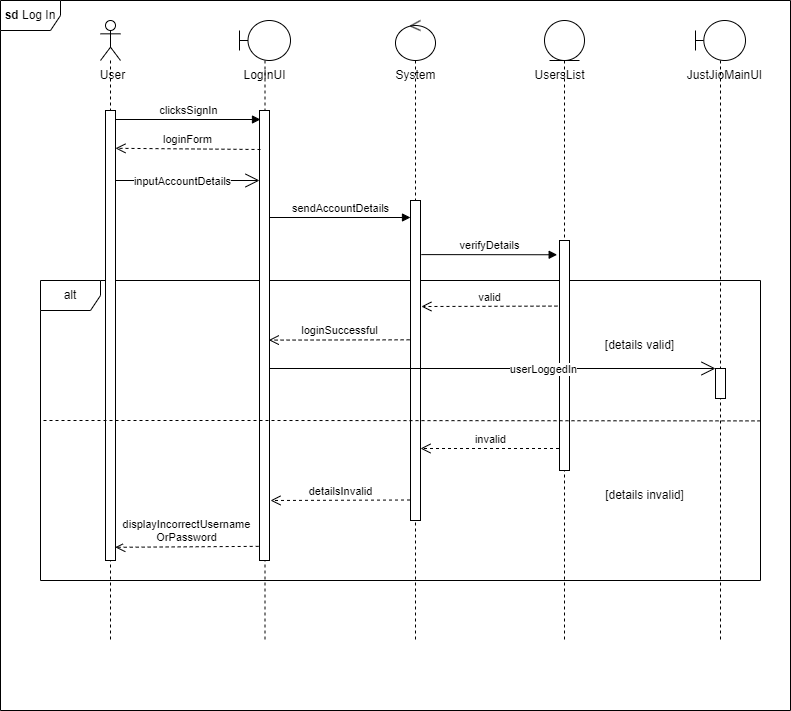 sd Log In
User
LoginUI
System
UsersList
JustJioMainUI
clicksSignIn
loginForm
inputAccountDetails
sendAccountDetails
verifyDetails
alt
valid
loginSuccessful
[details valid]
userLoggedIn
invalid
detailsInvalid
[details invalid]
displayIncorrectUsername
OrPassword